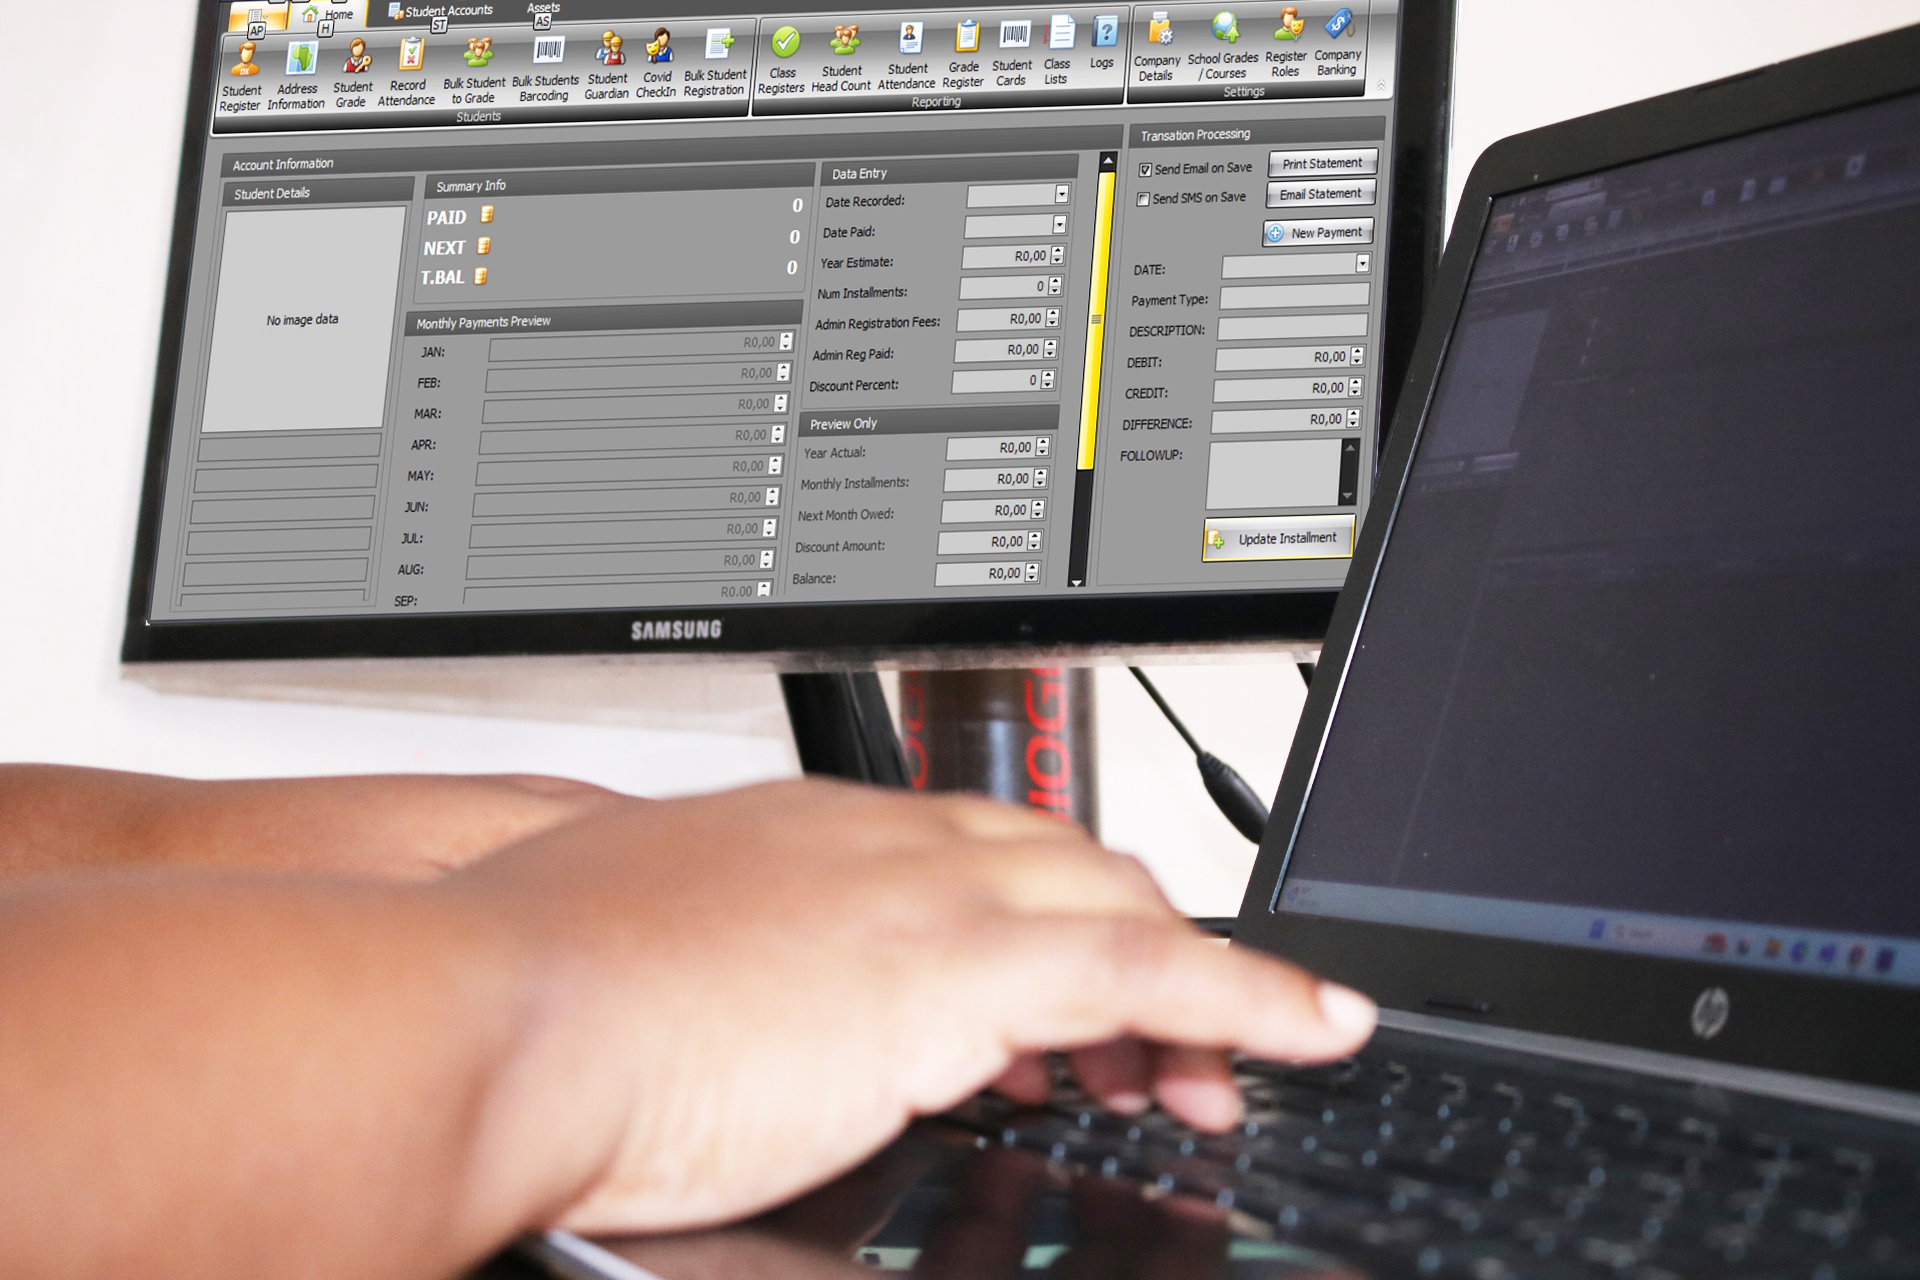 Home
Student Accounts
Assets
AP
H
ST
AS
Student Register
Address Information
Student Grade
Record Attendance
Bulk Student to Grade
Bulk Students Barcoding
Student Guardian
Covid CheckIn
Bulk Student Registration
Students
Class Registers
Student Head Count
Student Attendance
Grade Register
Student Cards
Class Lists
Logs
Reporting
Company Details
School Grades / Courses
Register Roles
Company Banking
Settings
Account Information
Student Details
No image data
Summary Info
PAID 0
NEXT 0
T.BAL 0
Monthly Payments Preview
JAN: R0,00
FEB: R0,00
MAR: R0,00
APR: R0,00
MAY: R0,00
JUN: R0,00
JUL: R0,00
AUG: R0,00
SEP: R0.00
Data Entry
Date Recorded:
Date Paid:
Year Estimate: R0,00
Num Installments: 0
Admin Registration Fees: R0,00
Admin Reg Paid: R0,00
Discount Percent: 0
Preview Only
Year Actual: R0,00
Monthly Installments: R0,00
Next Month Owed: R0,00
Discount Amount: R0,00
Balance: R0,00
Transation Processing
Send Email on Save
Print Statement
Send SMS on Save
Email Statement
New Payment
DATE:
Payment Type:
DESCRIPTION:
DEBIT: R0,00
CREDIT: R0,00
DIFFERENCE: R0,00
FOLLOWUP:
Update Installment
SAMSUNG
hp